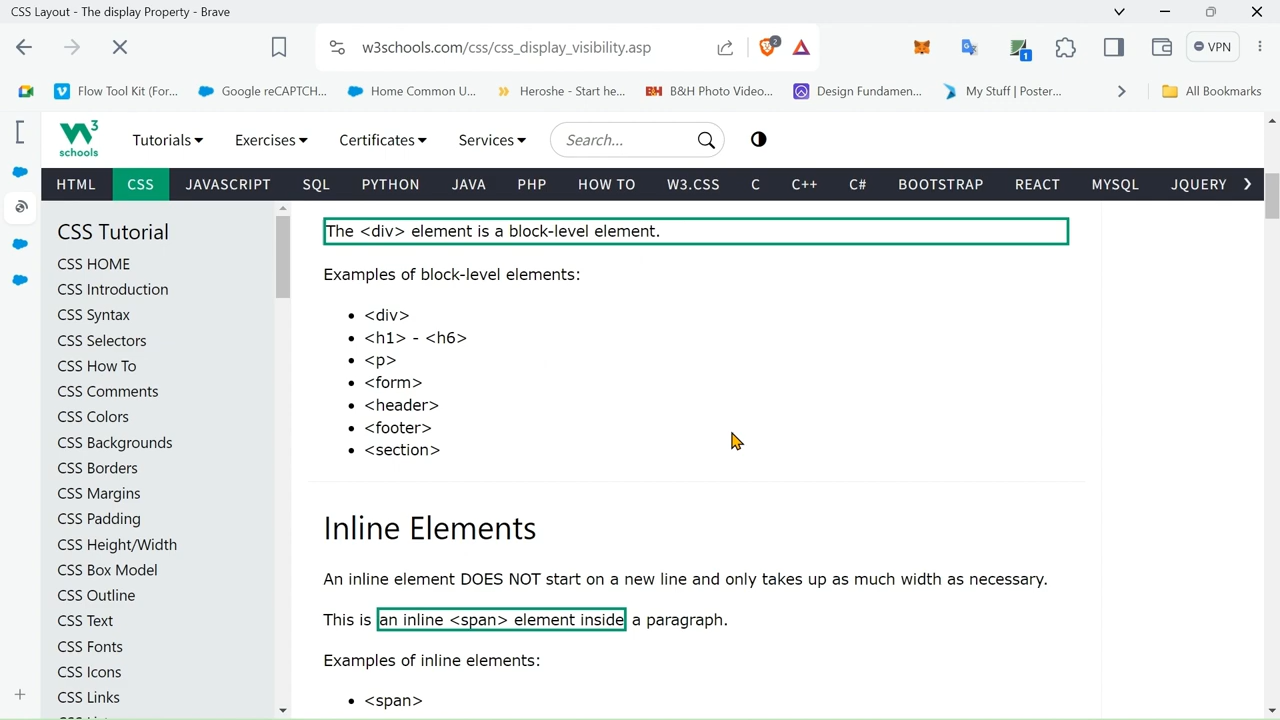 CSS Layout - The display Property - Brave
w3schools.com/css/css_display_visibility.asp
2
1
VPN
Flow Tool Kit (For...
Google reCAPTCH...
Home Common U...
Heroshe - Start he...
B&H Photo Video...
Design Fundamen...
My Stuff | Poster...
All Bookmarks
W3 schools
Tutorials
Exercises
Certificates
Services
Search...
HTML
CSS
JAVASCRIPT
SQL
PYTHON
JAVA
PHP
HOW TO
W3.CSS
C
C++
C#
BOOTSTRAP
REACT
MYSQL
JQUERY
CSS Tutorial
CSS HOME
CSS Introduction
CSS Syntax
CSS Selectors
CSS How To
CSS Comments
CSS Colors
CSS Backgrounds
CSS Borders
CSS Margins
CSS Padding
CSS Height/Width
CSS Box Model
CSS Outline
CSS Text
CSS Fonts
CSS Icons
CSS Links
The <div> element is a block-level element.
Examples of block-level elements:
<div>
<h1> - <h6>
<p>
<form>
<header>
<footer>
<section>
Inline Elements
An inline element DOES NOT start on a new line and only takes up as much width as necessary.
This is an inline <span> element inside a paragraph.
Examples of inline elements:
<span>